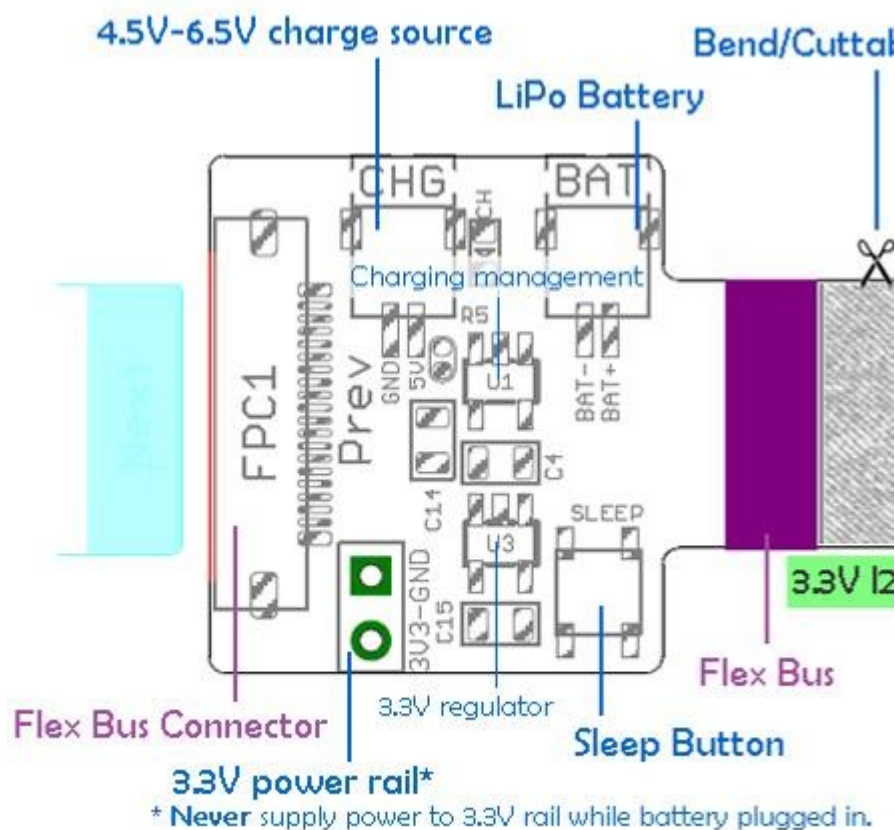 4.5V-6.5V charge source
Bend/Cuttab
LiPo Battery
CHG
BAT
CH
Charging management
R5
GND
5V
U1
BAT-
BAT+
Next
FPC1
Prev
C4
C14
SLEEP
U3
3V3-GND
C15
3.3V I2
Flex Bus
3.3V regulator
Flex Bus Connector
Sleep Button
3.3V power rail*
* Never supply power to 3.3V rail while battery plugged in.